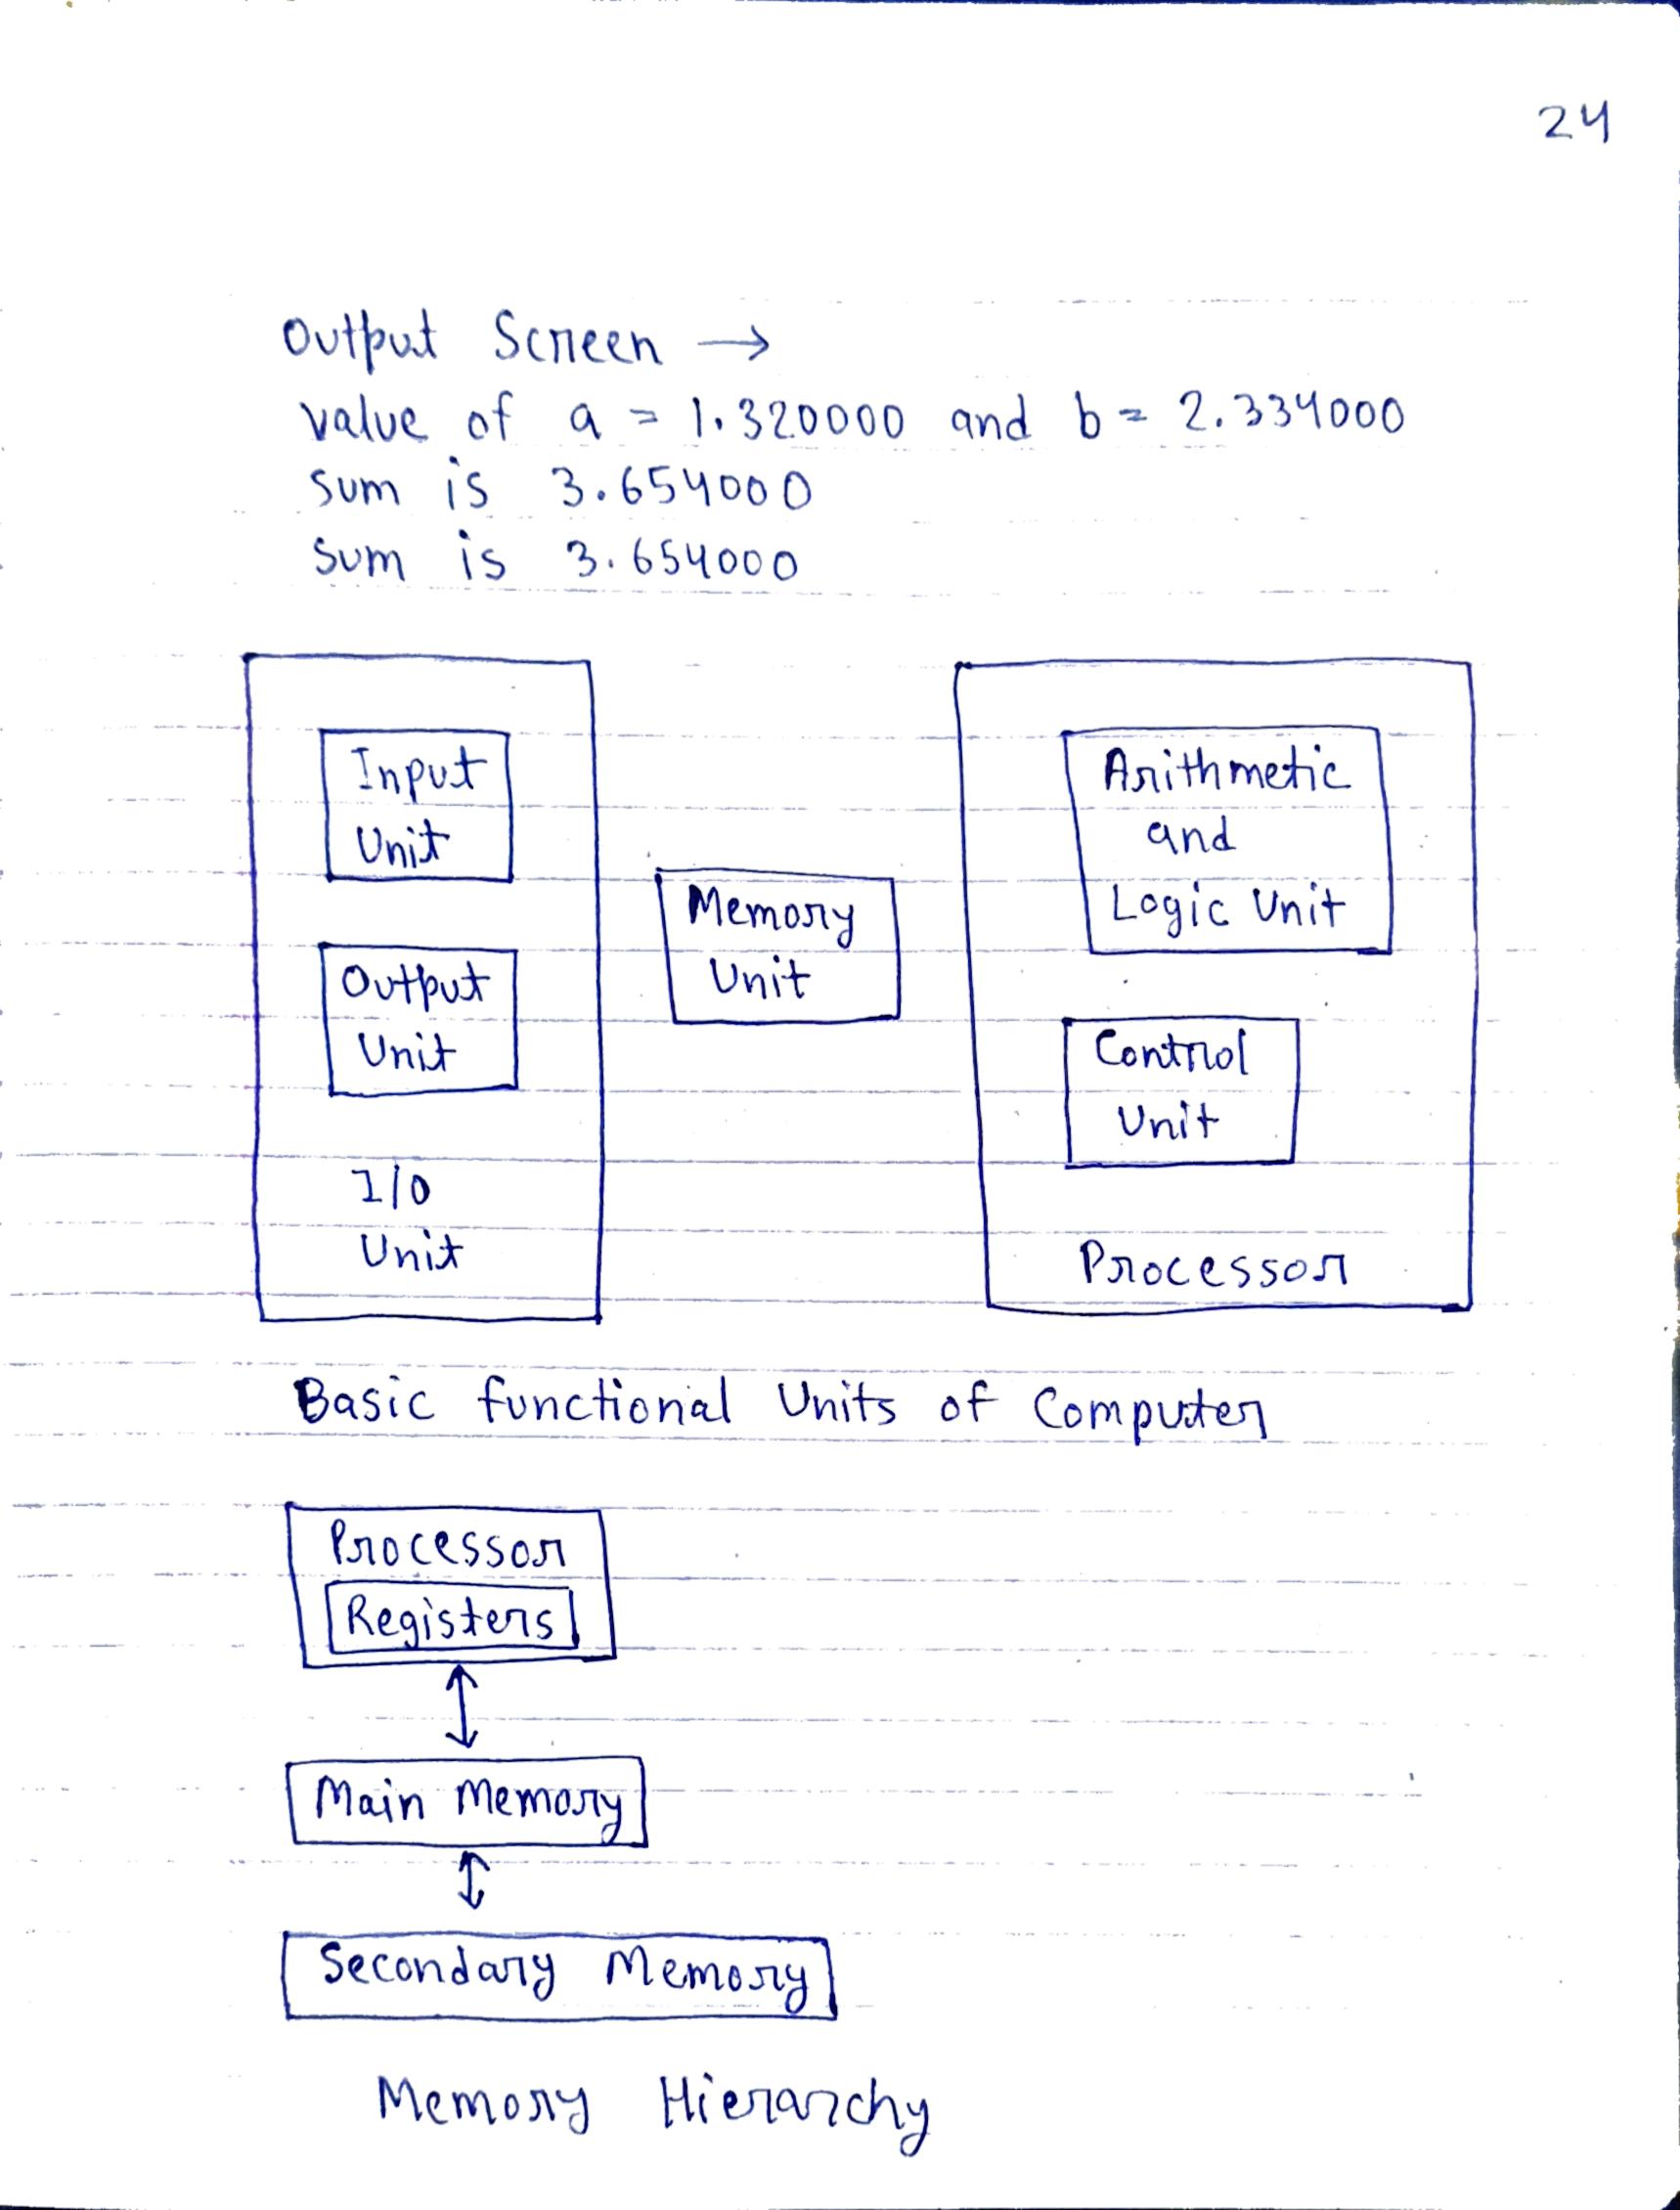 24
Output Screen →
value of a = 1.320000 and b = 2.334000
sum is 3.654000
sum is 3.654000
Input
Unit
Output
Unit
I/O
Unit
Memory
Unit
Arithmetic
and
Logic Unit
Control
Unit
Processor
Basic functional Units of Computer
Processor
Registers
Main Memory
Secondary Memory
Memory Hierarchy